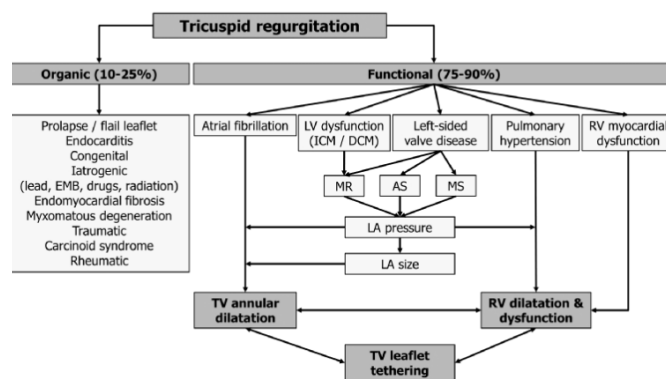 Tricuspid regurgitation
Organic (10-25%)
Functional (75-90%)
Prolapse / flail leaflet
Endocarditis
Congenital
Iatrogenic
(lead, EMB, drugs, radiation)
Endomyocardial fibrosis
Myxomatous degeneration
Traumatic
Carcinoid syndrome
Rheumatic
Atrial fibrillation
LV dysfunction
(ICM / DCM)
Left-sided
valve disease
Pulmonary
hypertension
RV myocardial
dysfunction
MR
AS
MS
LA pressure
LA size
TV annular
dilatation
RV dilatation &
dysfunction
TV leaflet
tethering